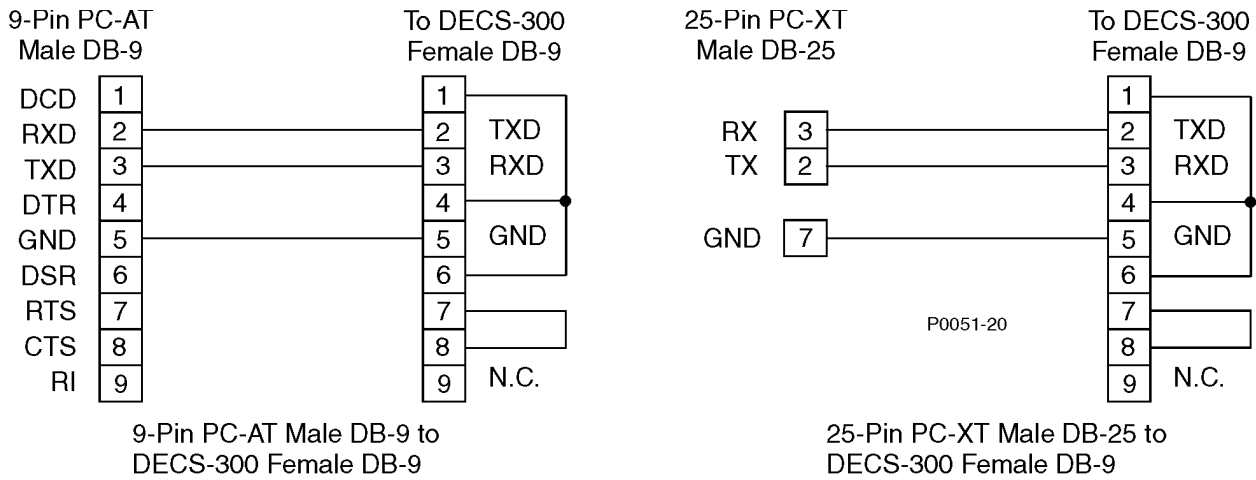 9-Pin PC-AT
Male DB-9
To DECS-300
Female DB-9
DCD 1
RXD 2
TXD 3
DTR 4
GND 5
DSR 6
RTS 7
CTS 8
RI 9
1
2 TXD
3 RXD
4
5 GND
6
7
8
9 N.C.
9-Pin PC-AT Male DB-9 to
DECS-300 Female DB-9
25-Pin PC-XT
Male DB-25
To DECS-300
Female DB-9
RX 3
TX 2
GND 7
1
2 TXD
3 RXD
4
5 GND
6
7
8
9 N.C.
P0051-20
25-Pin PC-XT Male DB-25 to
DECS-300 Female DB-9